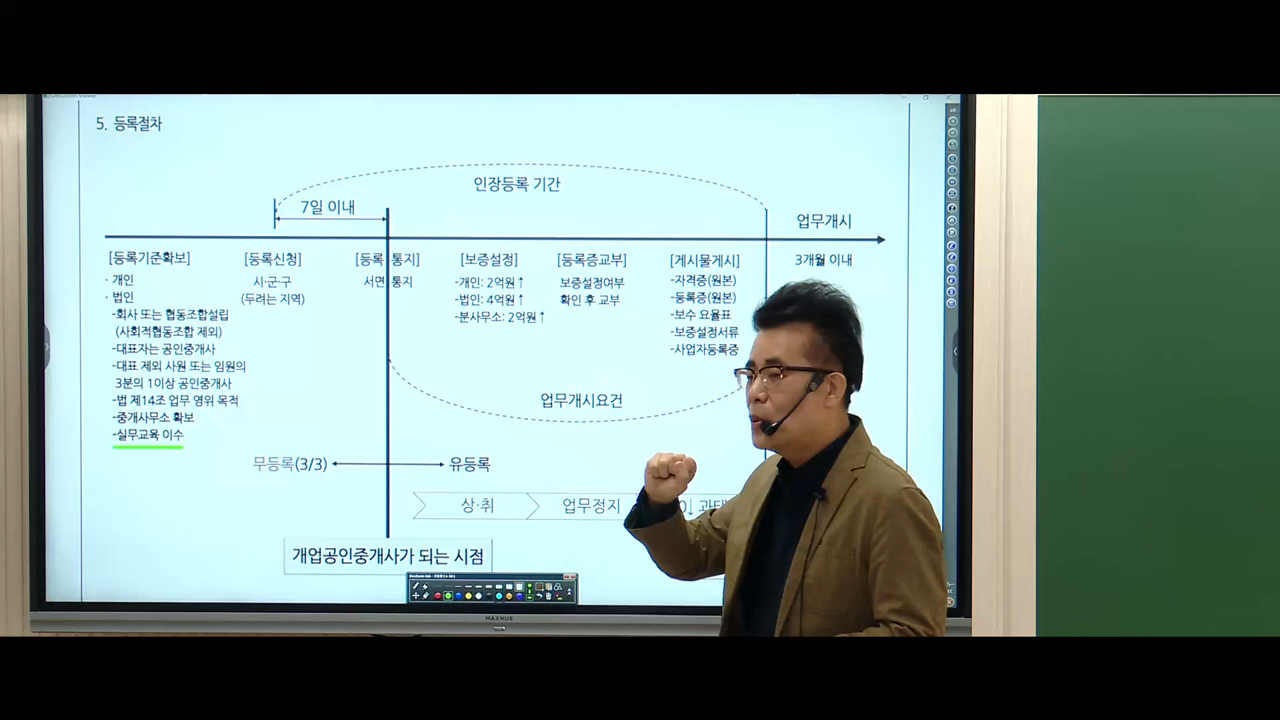 5. 등록절차
인장등록 기간
7일 이내
업무개시
[등록기준확보]
· 개인
· 법인
-회사 또는 협동조합설립
(사회적협동조합 제외)
-대표자는 공인중개사
-대표 제외 사원 또는 임원의
3분의 1이상 공인중개사
-법 제14조 업무 영위 목적
-중개사무소 확보
-실무교육 이수
[등록신청]
시·군·구
(두려는 지역)
[등록 통지]
서면 통지
[보증설정]
-개인: 2억원↑
-법인: 4억원↑
-분사무소: 2억원↑
[등록증교부]
보증설정여부
확인 후 교부
[게시물게시]
-자격증(원본)
-등록증(원본)
-보수 요율표
-보증설정서류
-사업자등록증
3개월 이내
업무개시요건
무등록(3/3)
유등록
상·취
업무정지
개업공인중개사가 되는 시점
MAXHUB